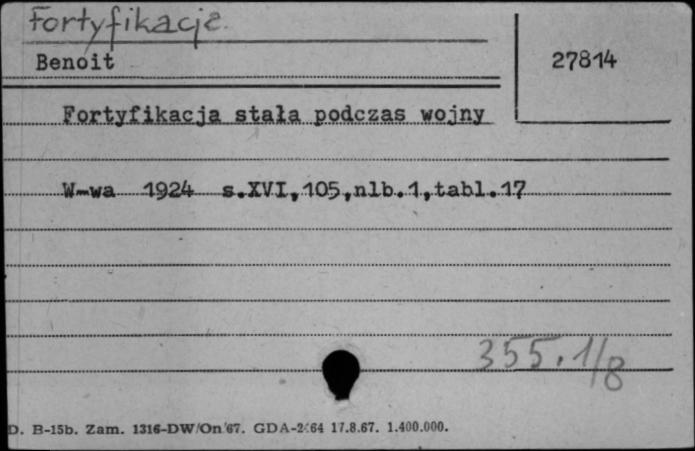 Fortyfikacje
Benoit
27814
Fortyfikacja stała podczas wojny
W-wa 1924 s.XVI,105,nlb.1,tabl.17
355.1/8
D. B-15b. Zam. 1316-DW/On/67. GDA-2464 17.8.67. 1.400.000.